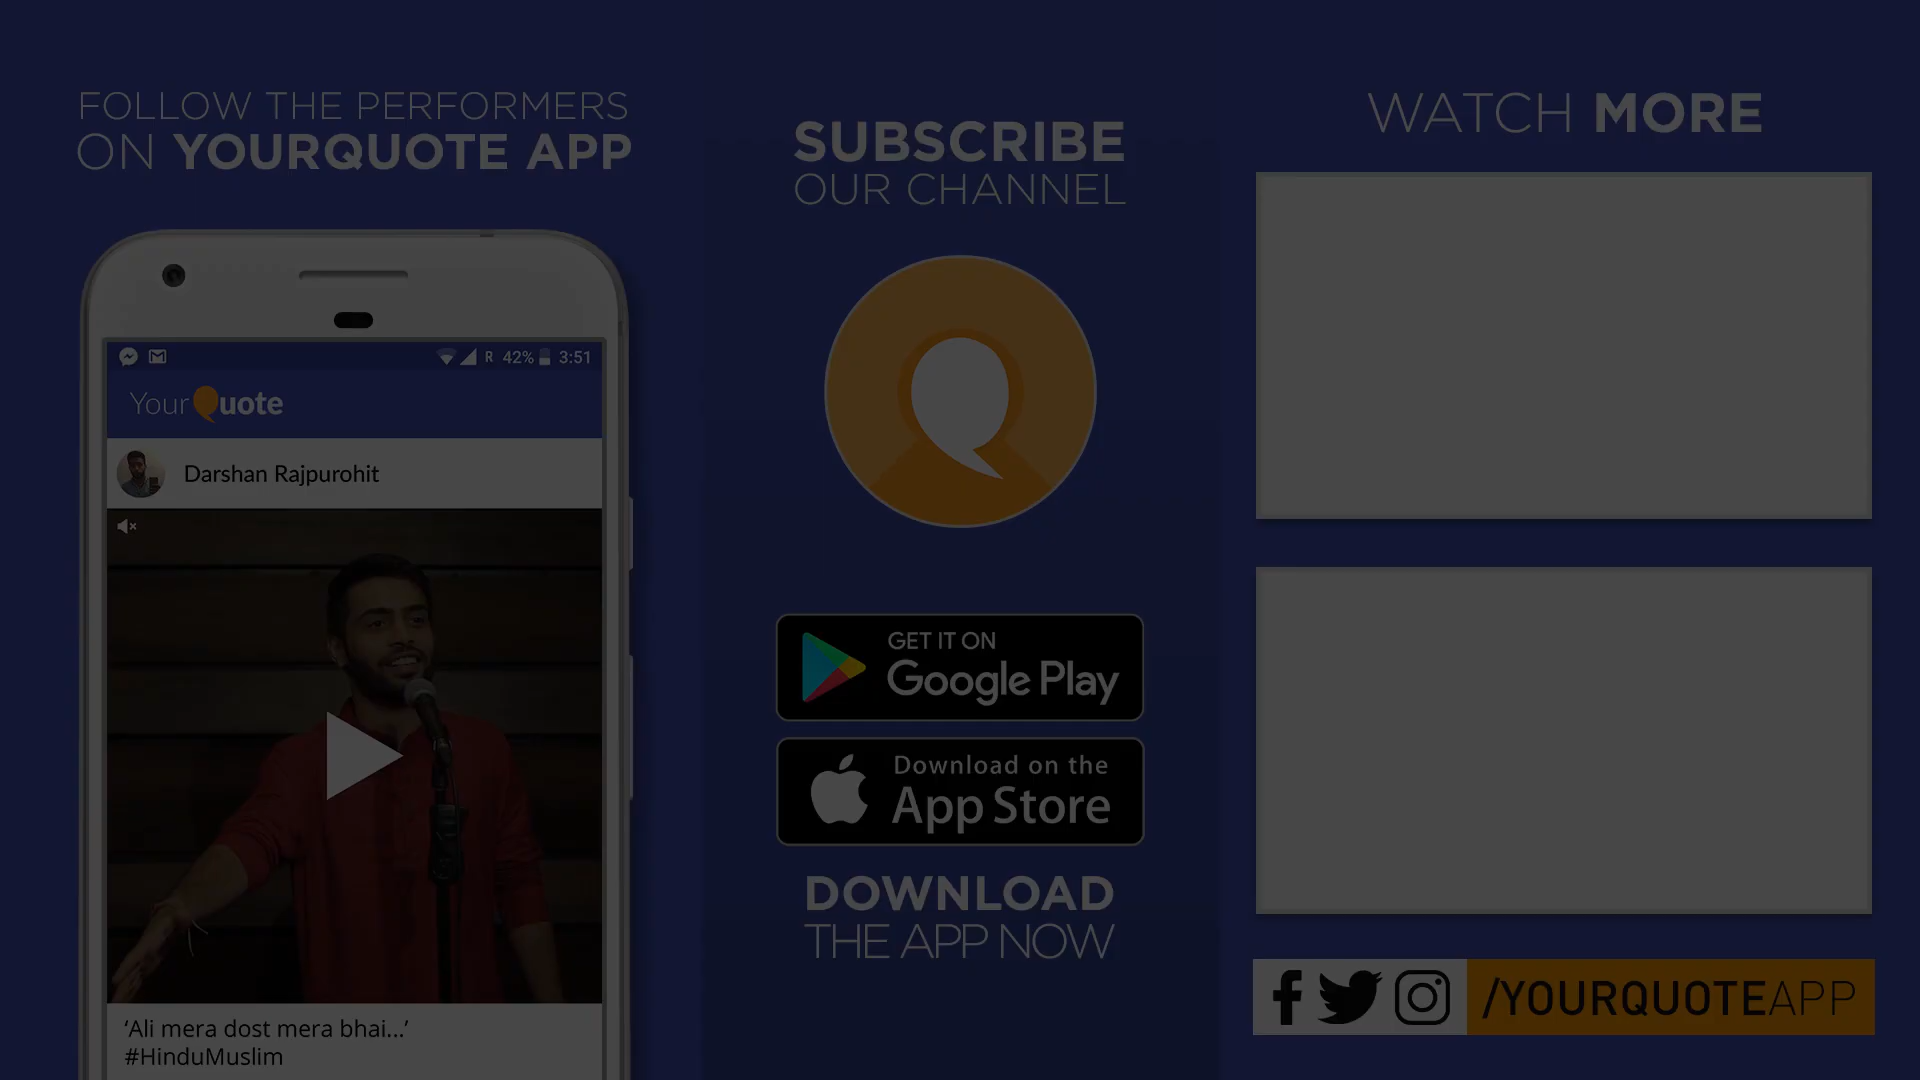 FOLLOW THE PERFORMERS
ON YOURQUOTE APP
R 42% 3:51
YourQuote
Darshan Rajpurohit
‘Ali mera dost mera bhai...’
#HinduMuslim
SUBSCRIBE
OUR CHANNEL
GET IT ON
Google Play
Download on the
App Store
DOWNLOAD
THE APP NOW
WATCH MORE
/YOURQUOTEAPP